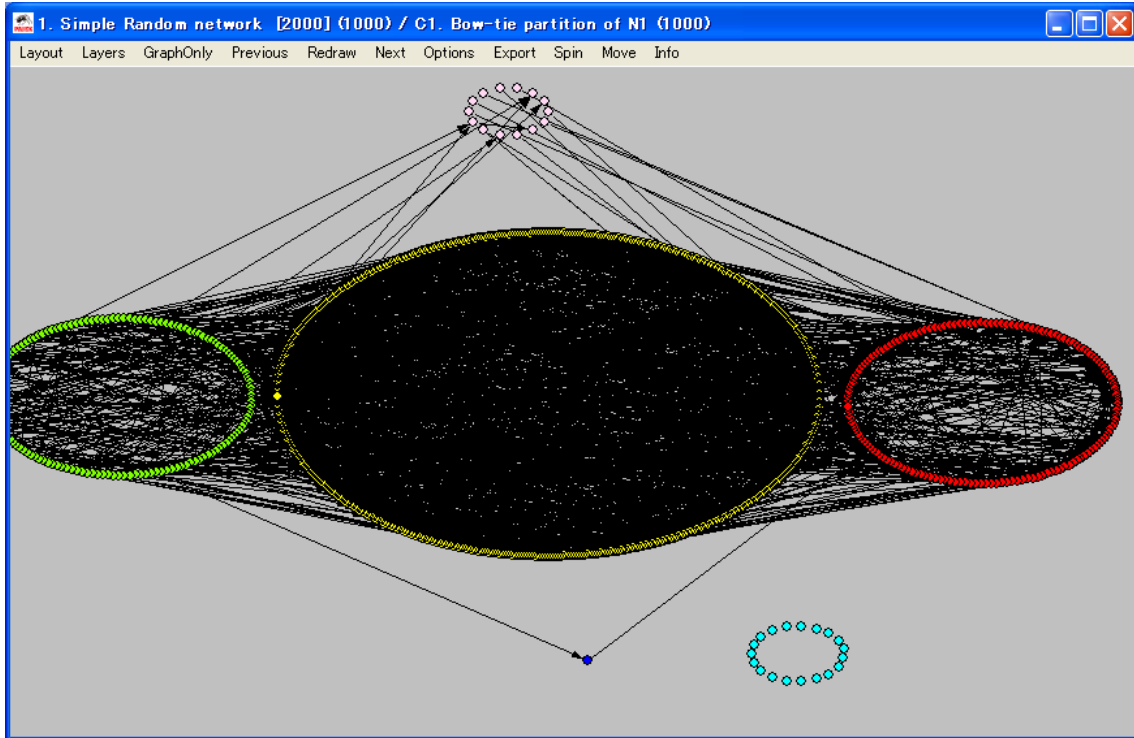 1. Simple Random network [2000] (1000) / C1. Bow-tie partition of N1 (1000)
Layout Layers GraphOnly Previous Redraw Next Options Export Spin Move Info